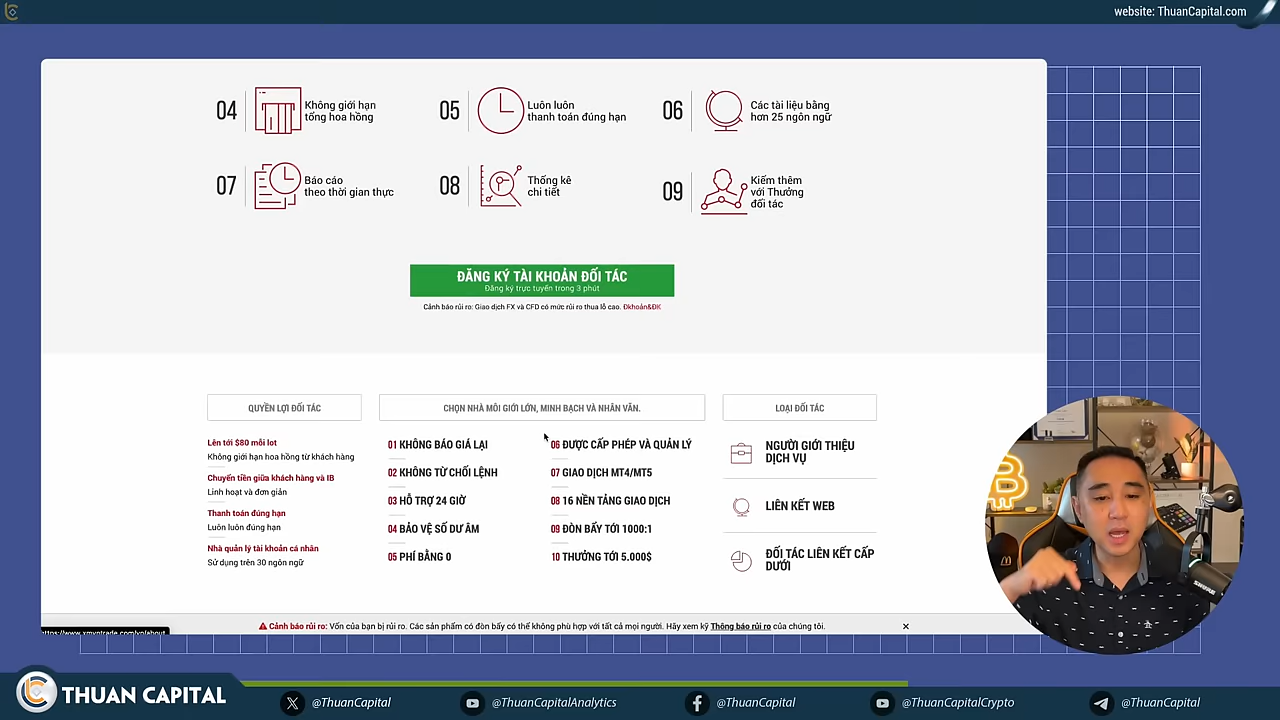 website: ThuanCapital.com
04
Không giới hạn
tổng hoa hồng
05
Luôn luôn
thanh toán đúng hạn
06
Các tài liệu bằng
hơn 25 ngôn ngữ
07
Báo cáo
theo thời gian thực
08
Thống kê
chi tiết
09
Kiếm thêm
với Thưởng
đối tác
ĐĂNG KÝ TÀI KHOẢN ĐỐI TÁC
Đăng ký trực tuyến trong 3 phút
Cảnh báo rủi ro: Giao dịch FX và CFD có mức rủi ro thua lỗ cao. Đkhoản&ĐK
QUYỀN LỢI ĐỐI TÁC
Lên tới $80 mỗi lot
Không giới hạn hoa hồng từ khách hàng
Chuyển tiền giữa khách hàng và IB
Linh hoạt và đơn giản
Thanh toán đúng hạn
Luôn luôn đúng hạn
Nhà quản lý tài khoản cá nhân
Sử dụng trên 30 ngôn ngữ
CHỌN NHÀ MÔI GIỚI LỚN, MINH BẠCH VÀ NHÂN VĂN.
01 KHÔNG BÁO GIÁ LẠI
02 KHÔNG TỪ CHỐI LỆNH
03 HỖ TRỢ 24 GIỜ
04 BẢO VỆ SỐ DƯ ÂM
05 PHÍ BẰNG 0
06 ĐƯỢC CẤP PHÉP VÀ QUẢN LÝ
07 GIAO DỊCH MT4/MT5
08 16 NỀN TẢNG GIAO DỊCH
09 ĐÒN BẨY TỚI 1000:1
10 THƯỞNG TỚI 5.000$
LOẠI ĐỐI TÁC
NGƯỜI GIỚI THIỆU
DỊCH VỤ
LIÊN KẾT WEB
ĐỐI TÁC LIÊN KẾT CẤP
DƯỚI
Cảnh báo rủi ro: Vốn của bạn bị rủi ro. Các sản phẩm có đòn bẩy có thể không phù hợp với tất cả mọi người. Hãy xem kỹ Thông báo rủi ro của chúng tôi.
THUAN CAPITAL
@ThuanCapital
@ThuanCapitalAnalytics
@ThuanCapital
@ThuanCapitalCrypto
@ThuanCapital